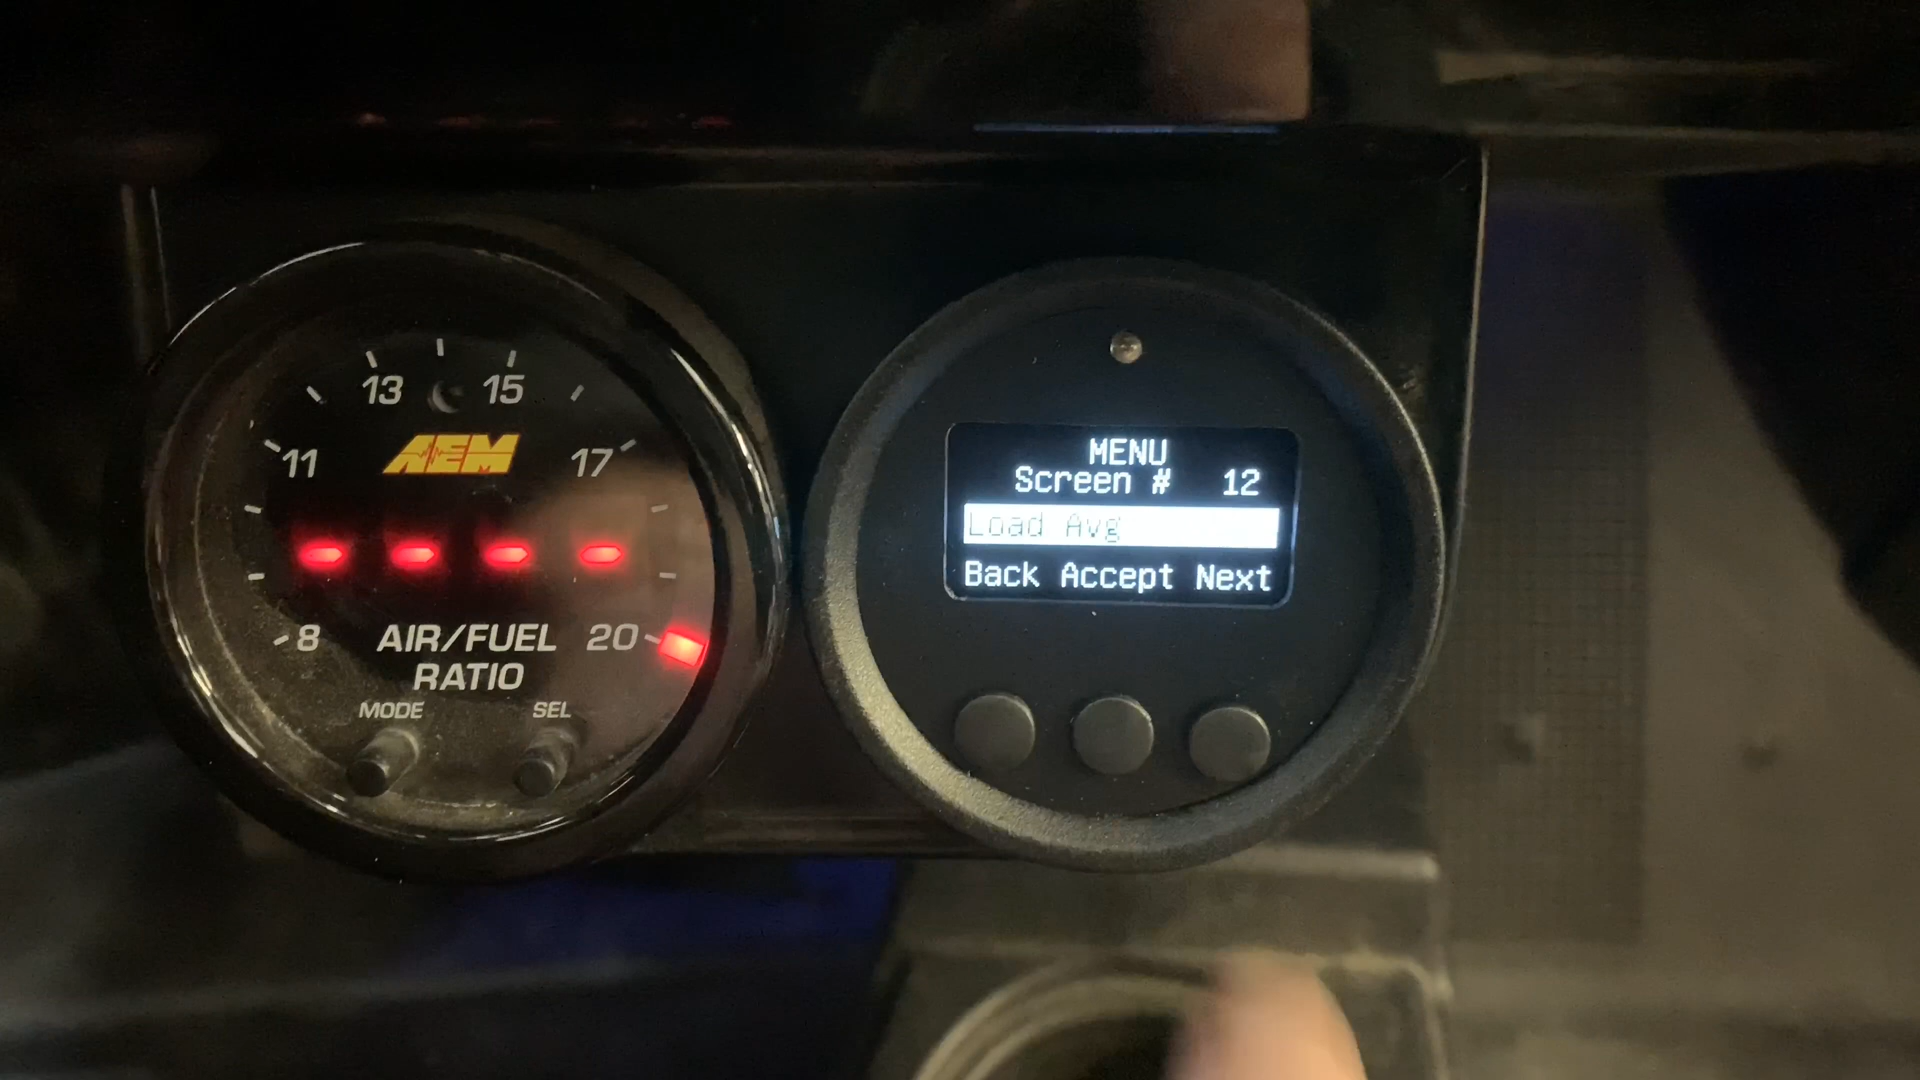 13 15
11 AEM 17
- - - -
8 AIR/FUEL 20
RATIO
MODE SEL
MENU
Screen # 12
Load Avg
Back Accept Next